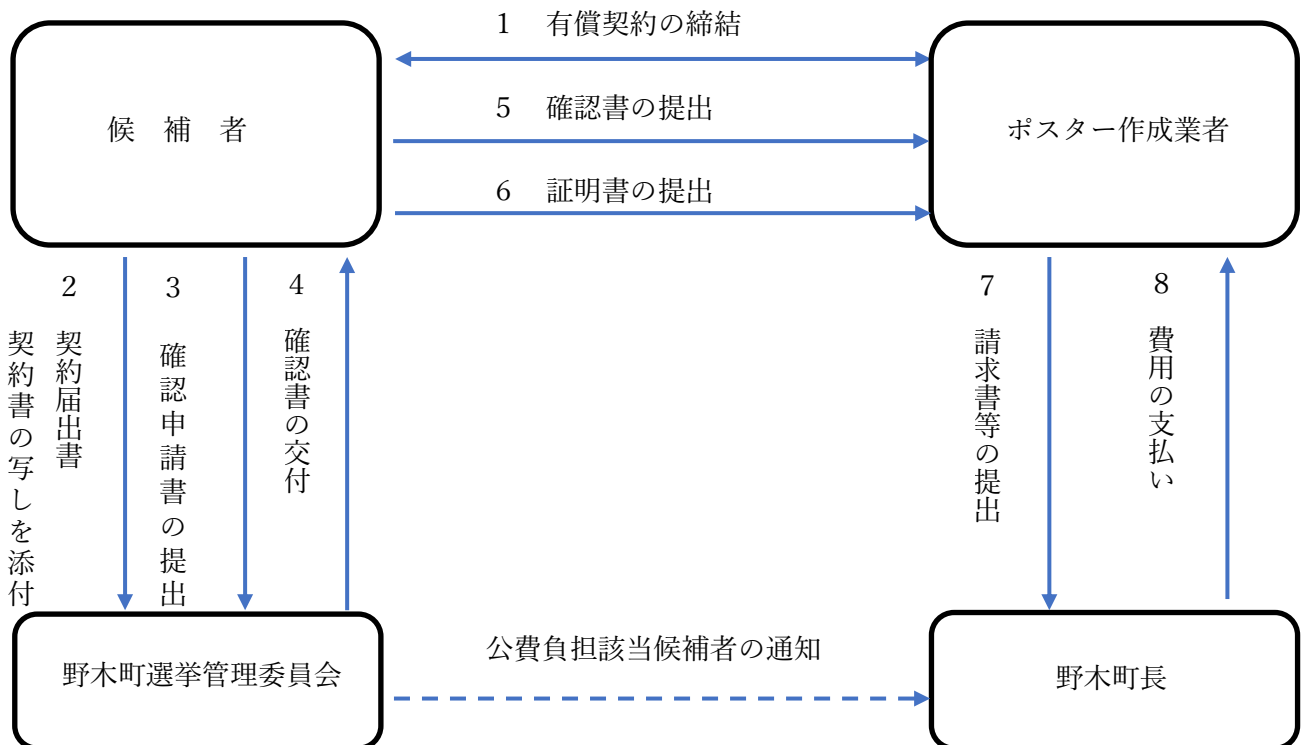 1 有償契約の締結
5 確認書の提出
候 補 者
ポスター作成業者
6 証明書の提出
2 契約届出書
契約書の写しを添付
3 確認申請書の提出
4 確認書の交付
7 請求書等の提出
8 費用の支払い
公費負担該当候補者の通知
野木町選挙管理委員会
野木町長